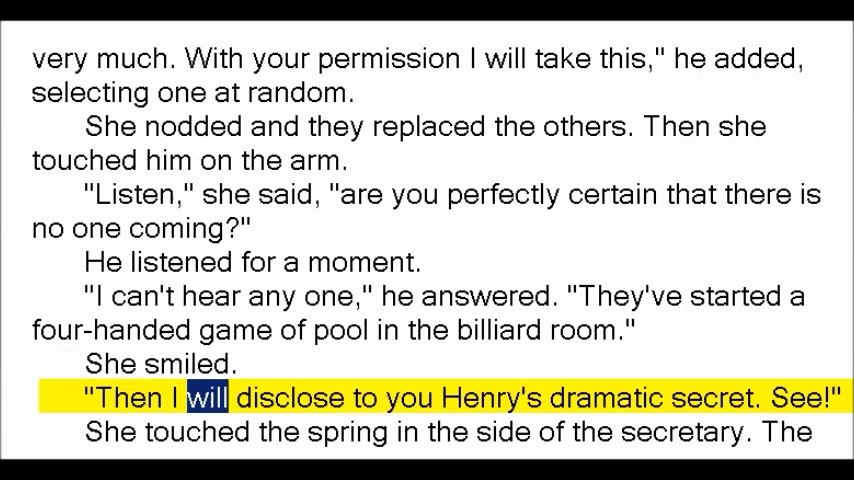 very much. With your permission I will take this," he added,
selecting one at random.
She nodded and they replaced the others. Then she
touched him on the arm.
"Listen," she said, "are you perfectly certain that there is
no one coming?"
He listened for a moment.
"I can't hear any one," he answered. "They've started a
four-handed game of pool in the billiard room."
She smiled.
"Then I will disclose to you Henry's dramatic secret. See!"
She touched the spring in the side of the secretary. The